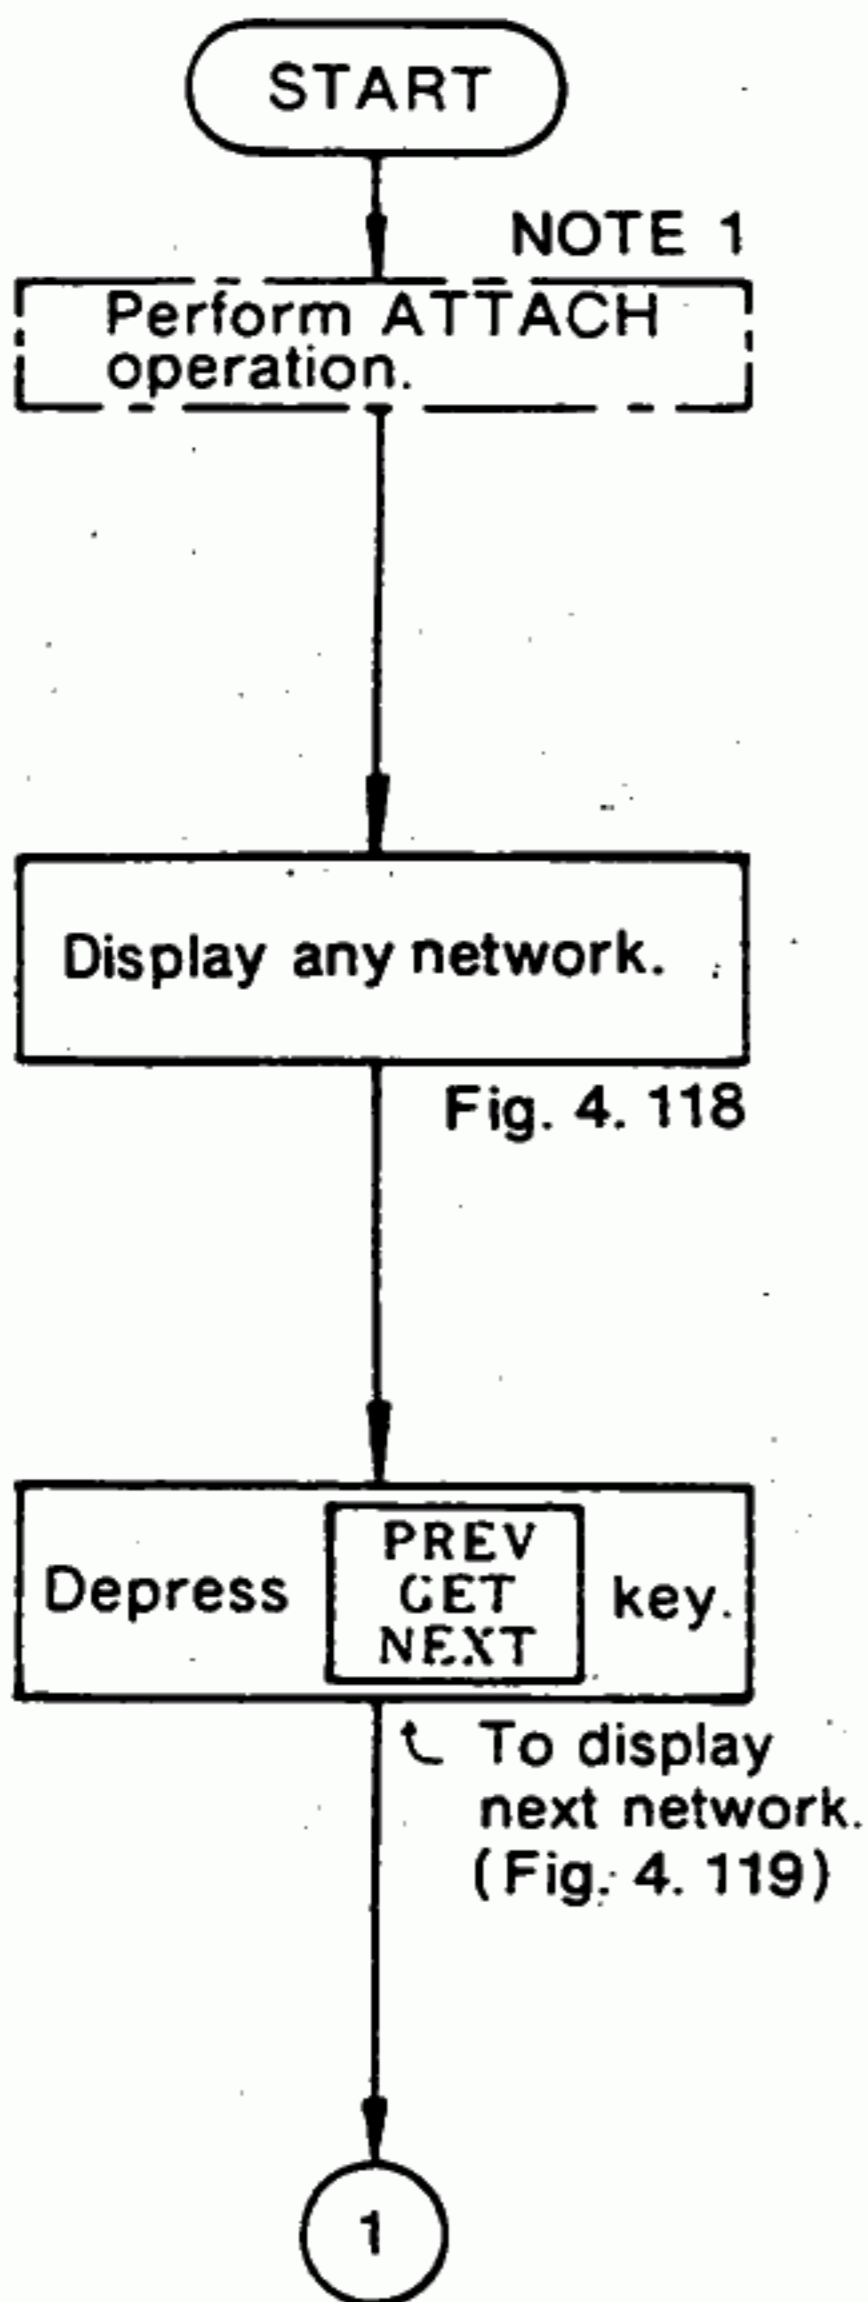 START
NOTE 1
Perform ATTACH
operation.
Display any network.
Fig. 4. 118
PREV
Depress GET key.
NEXT
To display
next network.
(Fig. 4. 119)
1